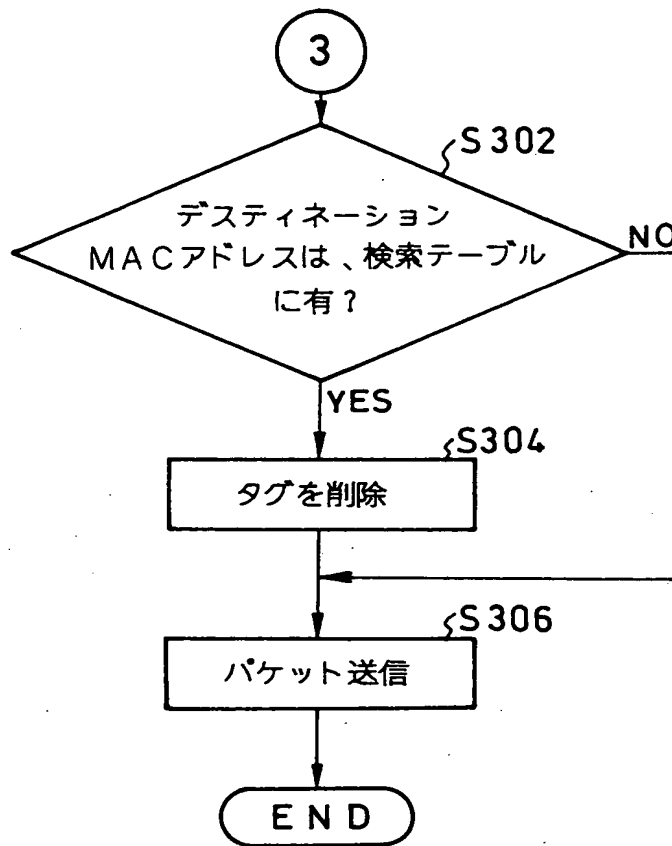 3
S302
デスティネーション
MACアドレスは、検索テーブル
に有?
NO
YES
S304
タグを削除
S306
パケット送信
END